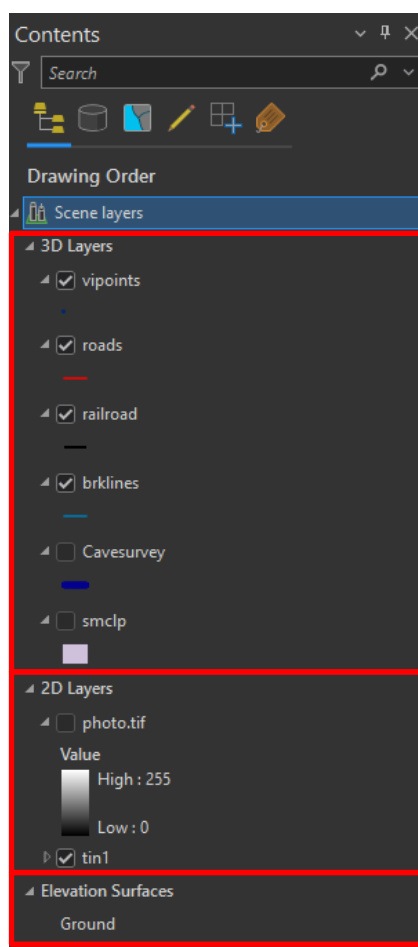 Contents
Search
Drawing Order
Scene layers
3D Layers
vipoints
roads
railroad
brklines
Cavesurvey
smclp
2D Layers
photo.tif
Value
High : 255
Low : 0
tin1
Elevation Surfaces
Ground